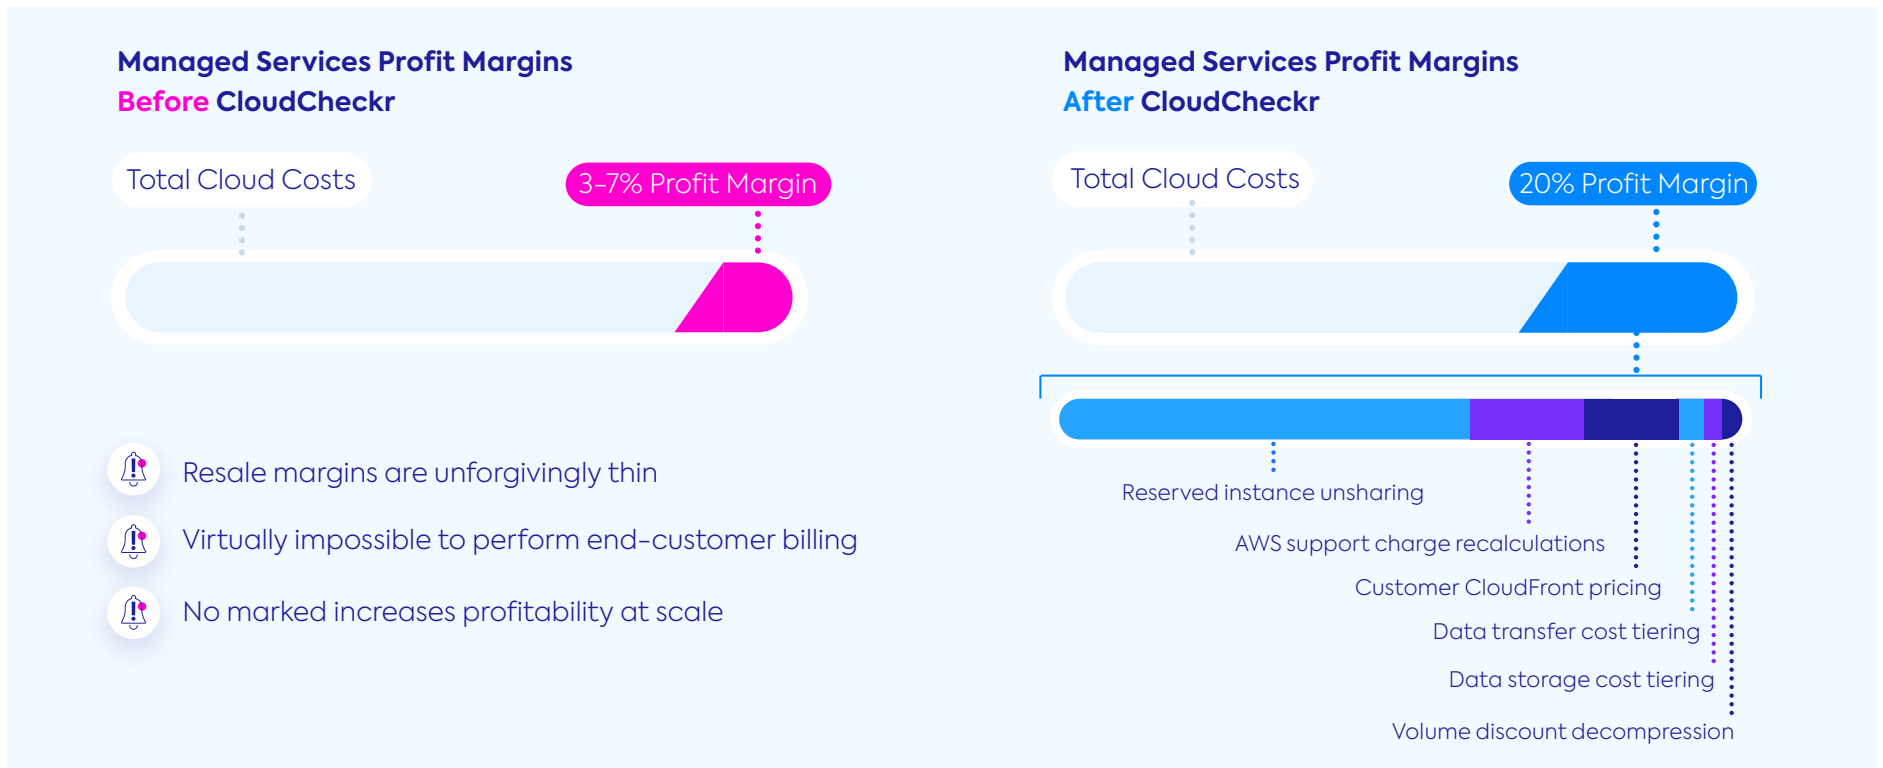 Managed Services Profit Margins
Before CloudCheckr
Total Cloud Costs
3-7% Profit Margin
Resale margins are unforgivingly thin
Virtually impossible to perform end-customer billing
No marked increases profitability at scale
Managed Services Profit Margins
After CloudCheckr
Total Cloud Costs
20% Profit Margin
Reserved instance unsharing
AWS support charge recalculations
Customer CloudFront pricing
Data transfer cost tiering
Data storage cost tiering
Volume discount decompression